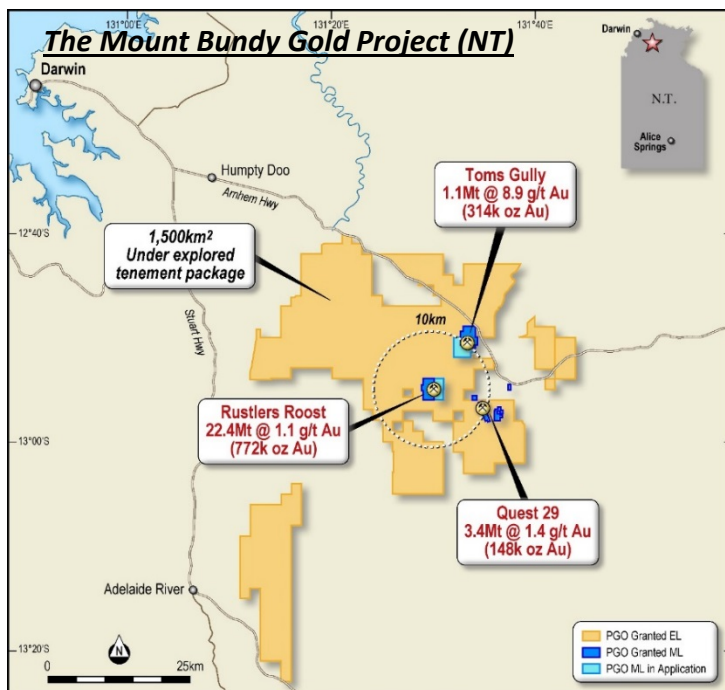 131°00'
131°20'
131°40'
The Mount Bundy Gold Project (NT)
Darwin
Darwin
N.T.
Alice
Springs
Humpty Doo
Arnhem Hwy
Toms Gully
1.1Mt @ 8.9 g/t Au
(314k oz Au)
12°40'
1,500km²
Under explored
tenement package
Stuart Hwy
10km
Rustlers Roost
22.4Mt @ 1.1 g/t Au
(772k oz Au)
13°00'
Quest 29
3.4Mt @ 1.4 g/t Au
(148k oz Au)
Adelaide River
13°20'
N
0
25km
PGO Granted EL
PGO Granted ML
PGO ML in Application